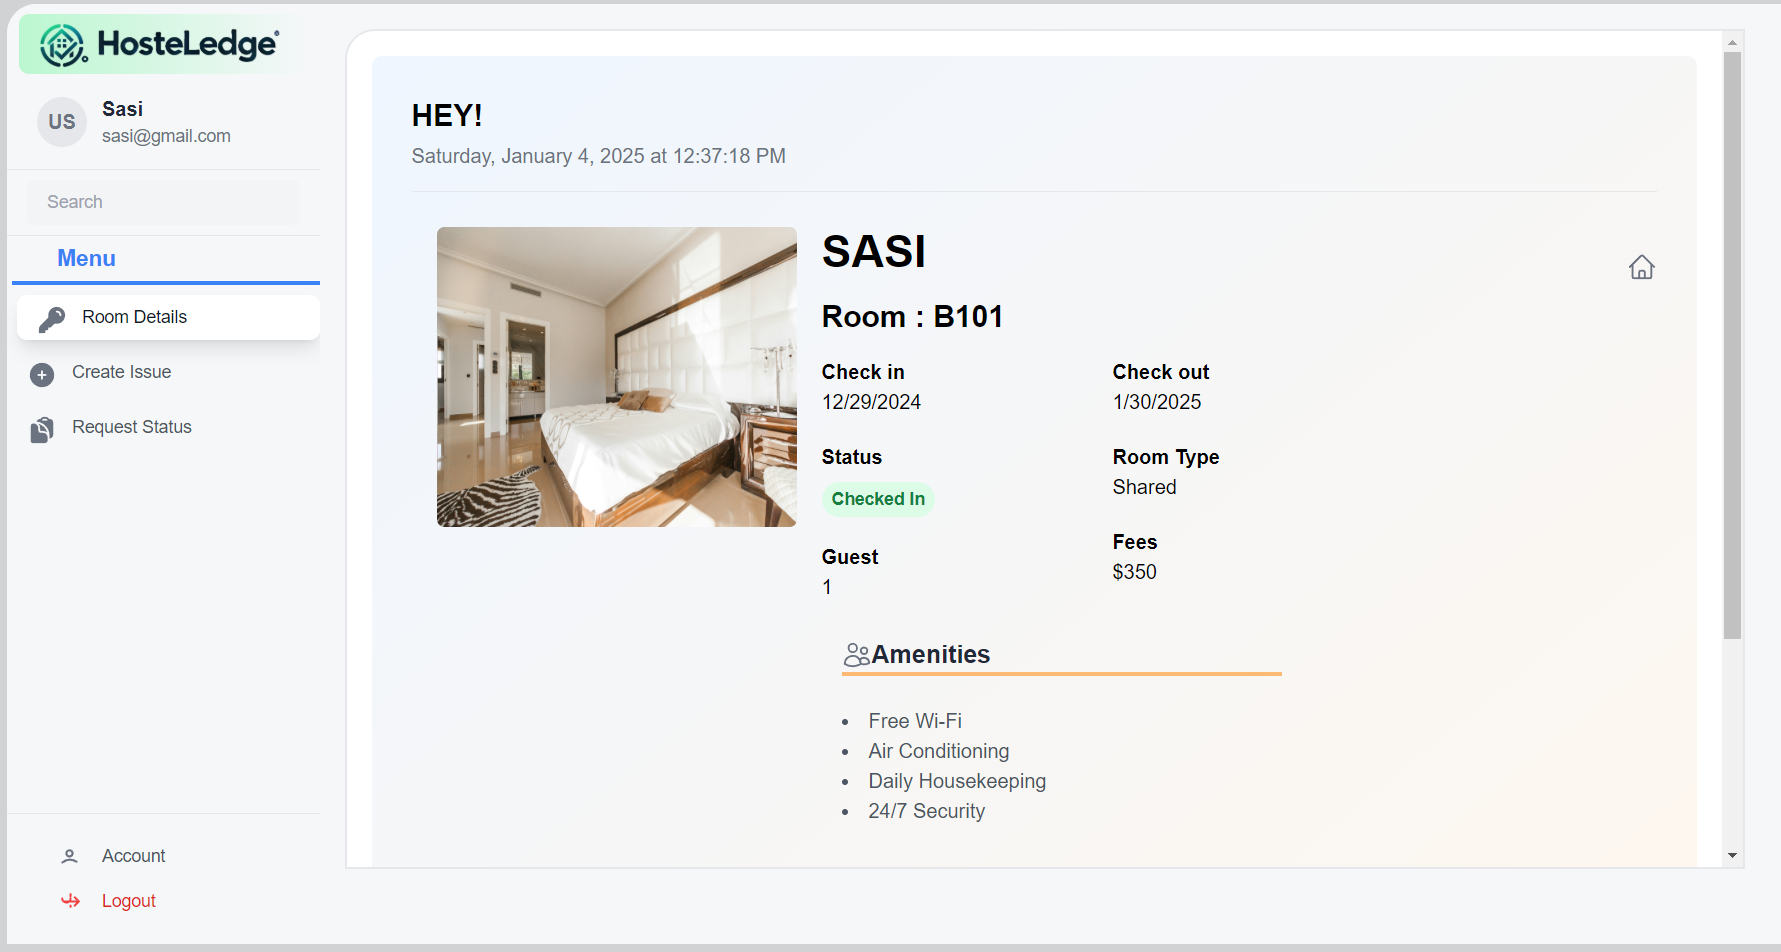 HosteLedge
US
Sasi
sasi@gmail.com
Search
Menu
Room Details
Create Issue
Request Status
Account
Logout
HEY!
Saturday, January 4, 2025 at 12:37:18 PM
SASI
Room : B101
Check in
12/29/2024
Check out
1/30/2025
Status
Checked In
Room Type
Shared
Guest
1
Fees
$350
Amenities
• Free Wi-Fi
• Air Conditioning
• Daily Housekeeping
• 24/7 Security